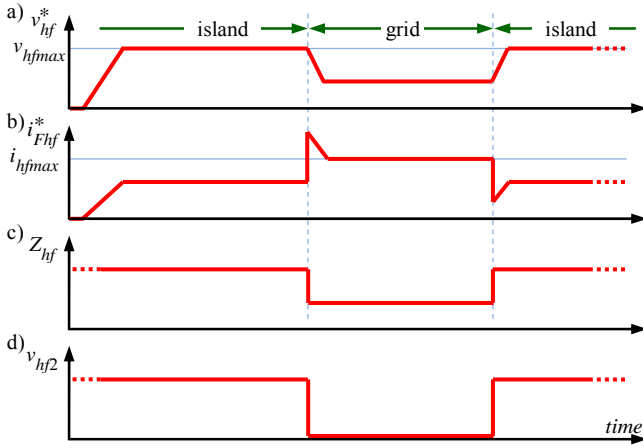 a) v*hf island grid island
vhfmax
b) i*Fhf
ihfmax
c) Zhf
d) vhf2
time